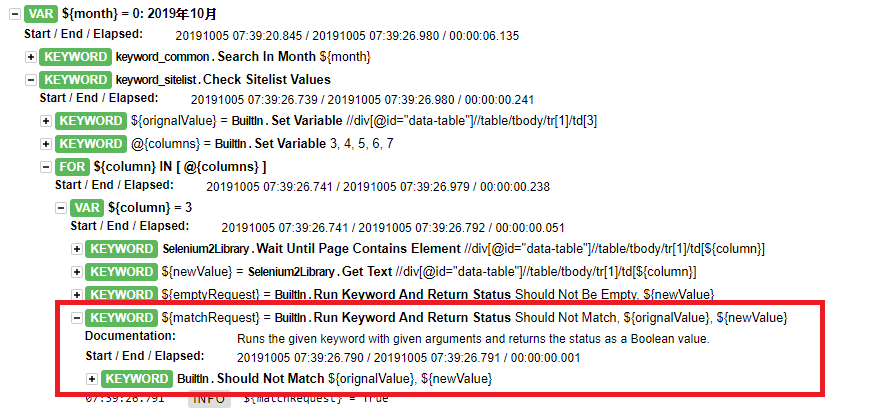 VAR ${month} = 0: 2019年10月
Start / End / Elapsed: 20191005 07:39:20.845 / 20191005 07:39:26.980 / 00:00:06.135
KEYWORD keyword_common . Search In Month ${month}
KEYWORD keyword_sitelist . Check Sitelist Values
Start / End / Elapsed: 20191005 07:39:26.739 / 20191005 07:39:26.980 / 00:00:00.241
KEYWORD ${orignalValue} = BuiltIn . Set Variable //div[@id="data-table"]//table/tbody/tr[1]/td[3]
KEYWORD @{columns} = BuiltIn . Set Variable 3, 4, 5, 6, 7
FOR ${column} IN [ @{columns} ]
Start / End / Elapsed: 20191005 07:39:26.741 / 20191005 07:39:26.979 / 00:00:00.238
VAR ${column} = 3
Start / End / Elapsed: 20191005 07:39:26.741 / 20191005 07:39:26.792 / 00:00:00.051
KEYWORD Selenium2Library . Wait Until Page Contains Element //div[@id="data-table"]//table/tbody/tr[1]/td[${column}]
KEYWORD ${newValue} = Selenium2Library . Get Text //div[@id="data-table"]//table/tbody/tr[1]/td[${column}]
KEYWORD ${emptyRequest} = BuiltIn . Run Keyword And Return Status Should Not Be Empty, ${newValue}
KEYWORD ${matchRequest} = BuiltIn . Run Keyword And Return Status Should Not Match, ${orignalValue}, ${newValue}
Documentation: Runs the given keyword with given arguments and returns the status as a Boolean value.
Start / End / Elapsed: 20191005 07:39:26.790 / 20191005 07:39:26.791 / 00:00:00.001
KEYWORD BuiltIn . Should Not Match ${orignalValue}, ${newValue}
07:39:26.791 INFO ${matchRequest} = True